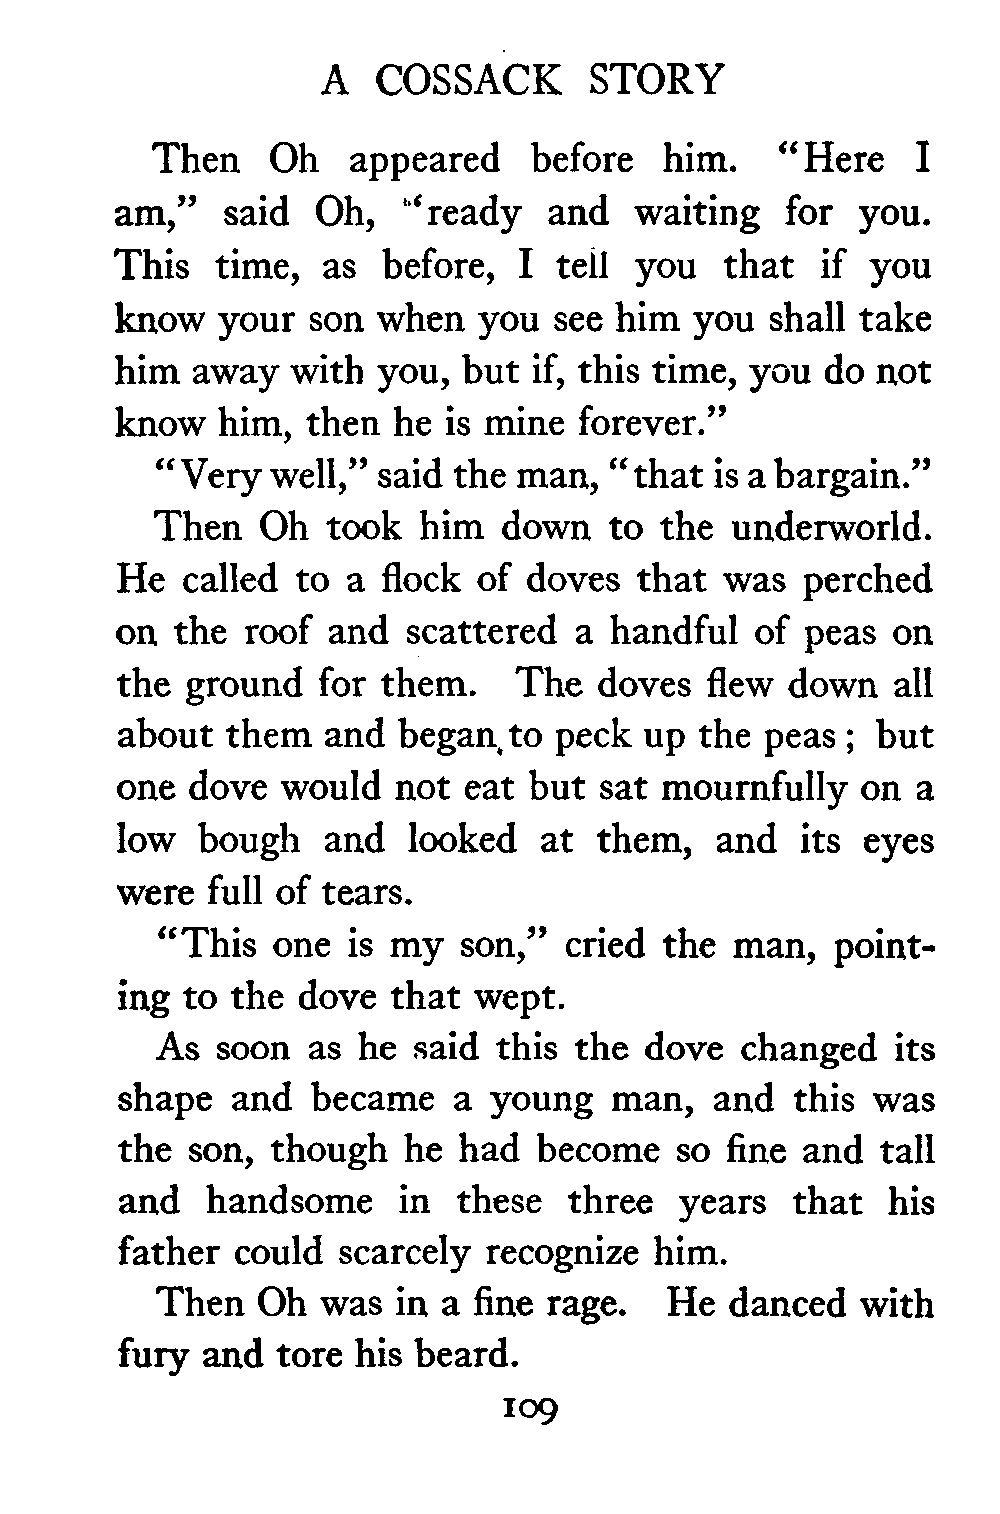 A COSSACK STORY
Then Oh appeared before him. "Here I
am," said Oh, "ready and waiting for you.
This time, as before, I tell you that if you
know your son when you see him you shall take
him away with you, but if, this time, you do not
know him, then he is mine forever."
"Very well," said the man, "that is a bargain."
Then Oh took him down to the underworld.
He called to a flock of doves that was perched
on the roof and scattered a handful of peas on
the ground for them. The doves flew down all
about them and began to peck up the peas; but
one dove would not eat but sat mournfully on a
low bough and looked at them, and its eyes
were full of tears.
"This one is my son," cried the man, point-
ing to the dove that wept.
As soon as he said this the dove changed its
shape and became a young man, and this was
the son, though he had become so fine and tall
and handsome in these three years that his
father could scarcely recognize him.
Then Oh was in a fine rage. He danced with
fury and tore his beard.
109